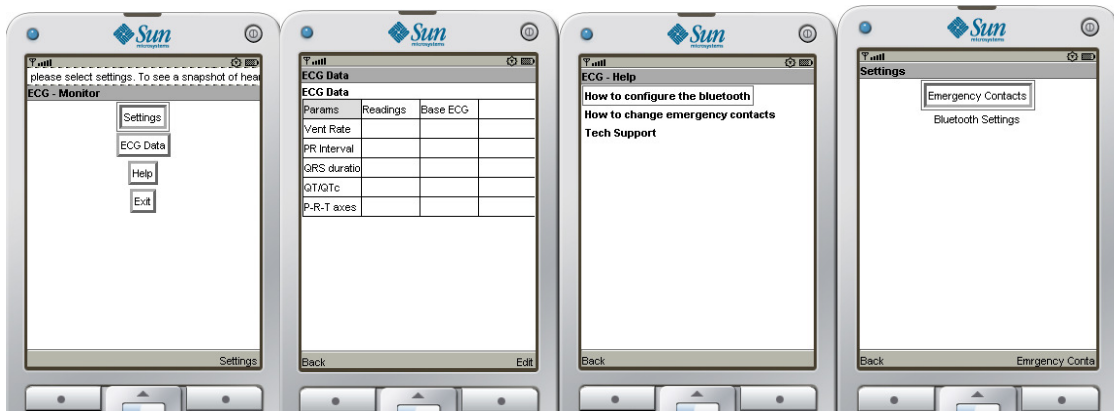 Sun
microsystems
please select settings. To see a snapshot of hear
ECG - Monitor
Settings
ECG Data
Help
Exit
Settings
Sun
microsystems
ECG Data
ECG Data
Params Readings Base ECG
Vent Rate
PR Interval
QRS duratio
QT/QTc
P-R-T axes
Back Edit
Sun
microsystems
ECG - Help
How to configure the bluetooth
How to change emergency contacts
Tech Support
Back
Sun
microsystems
Settings
Emergency Contacts
Bluetooth Settings
Back Emrgency Conta